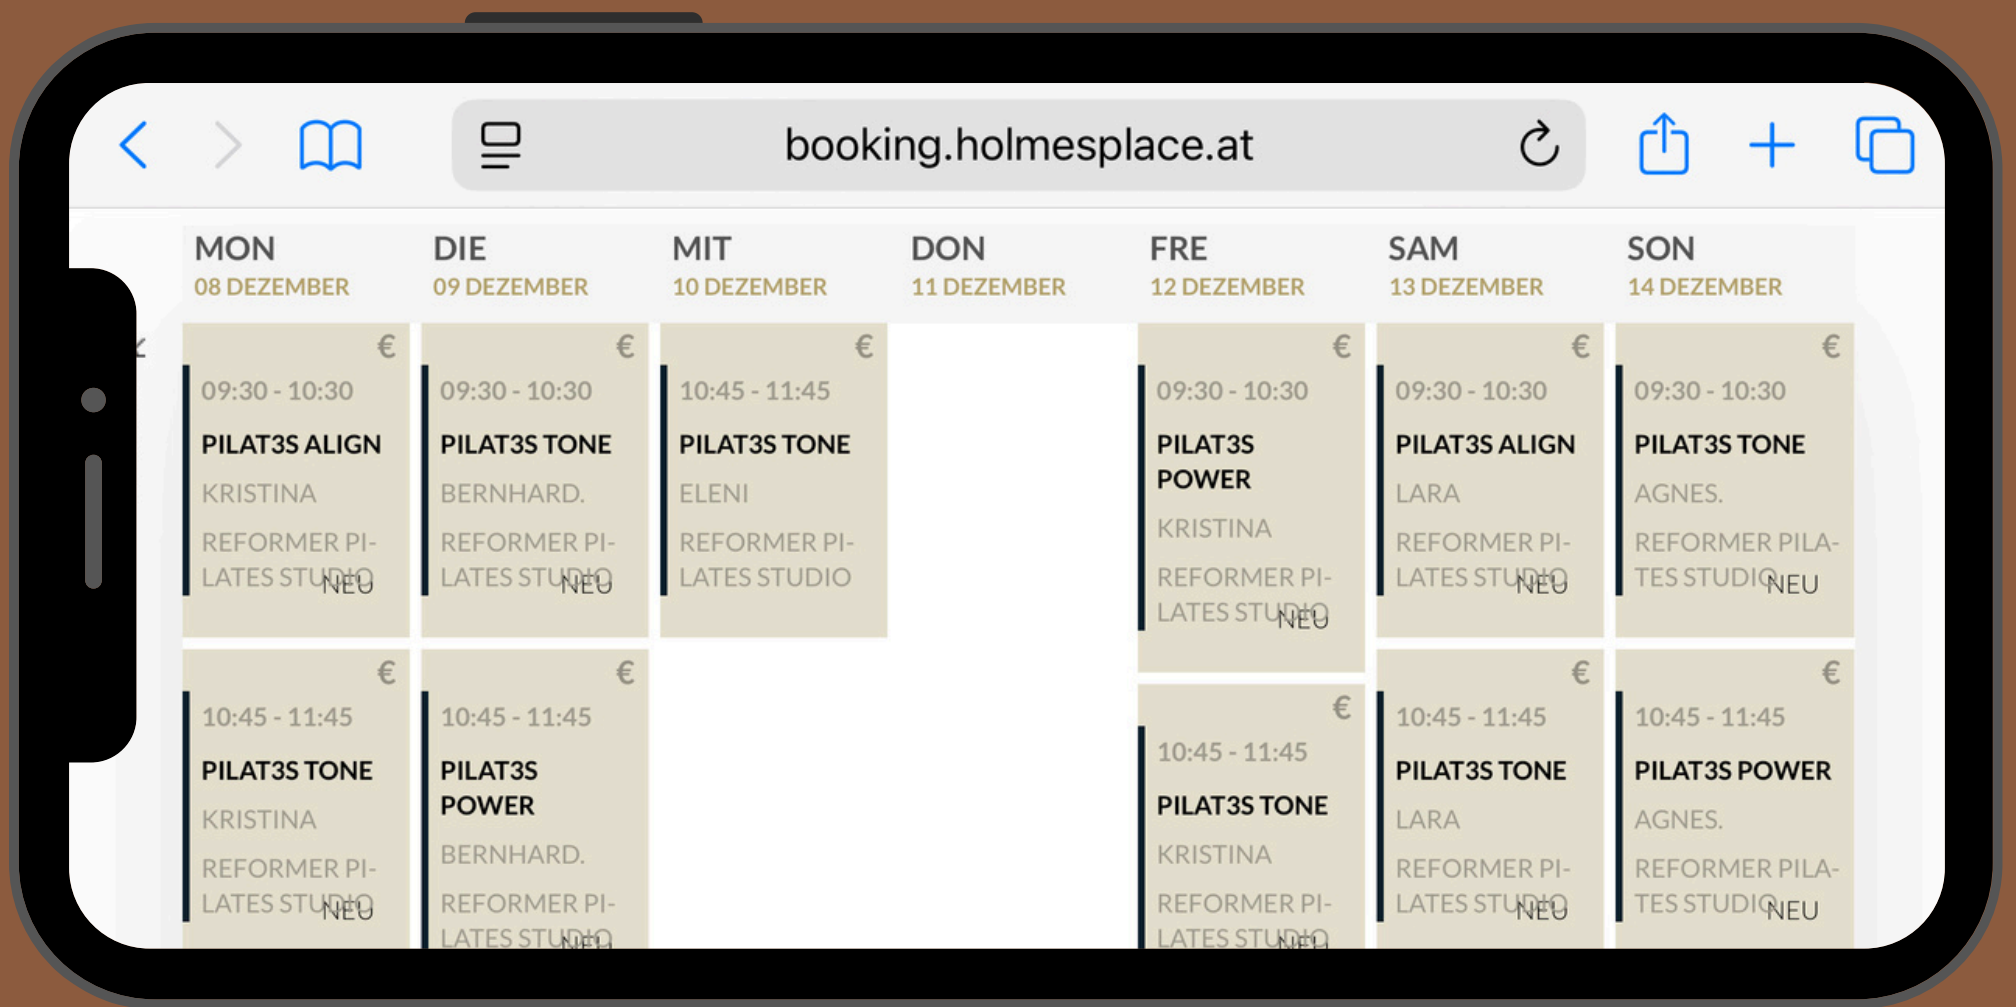 booking.holmesplace.at
MON
08 DEZEMBER
DIE
09 DEZEMBER
MIT
10 DEZEMBER
DON
11 DEZEMBER
FRE
12 DEZEMBER
SAM
13 DEZEMBER
SON
14 DEZEMBER
€
09:30 - 10:30
PILAT3S ALIGN
KRISTINA
REFORMER PI-
LATES STUDIO
NEU
€
10:45 - 11:45
PILAT3S TONE
KRISTINA
REFORMER PI-
LATES STUDIO
NEU
€
09:30 - 10:30
PILAT3S TONE
BERNHARD.
REFORMER PI-
LATES STUDIO
NEU
€
10:45 - 11:45
PILAT3S
POWER
BERNHARD.
REFORMER PI-
LATES STUDIO
NEU
€
10:45 - 11:45
PILAT3S TONE
ELENI
REFORMER PI-
LATES STUDIO
€
09:30 - 10:30
PILAT3S
POWER
KRISTINA
REFORMER PI-
LATES STUDIO
NEU
€
10:45 - 11:45
PILAT3S TONE
KRISTINA
REFORMER PI-
LATES STUDIO
NEU
€
09:30 - 10:30
PILAT3S ALIGN
LARA
REFORMER PI-
LATES STUDIO
NEU
€
10:45 - 11:45
PILAT3S TONE
LARA
REFORMER PI-
LATES STUDIO
NEU
€
09:30 - 10:30
PILAT3S TONE
AGNES.
REFORMER PILA-
TES STUDIO
NEU
€
10:45 - 11:45
PILAT3S POWER
AGNES.
REFORMER PILA-
TES STUDIO
NEU